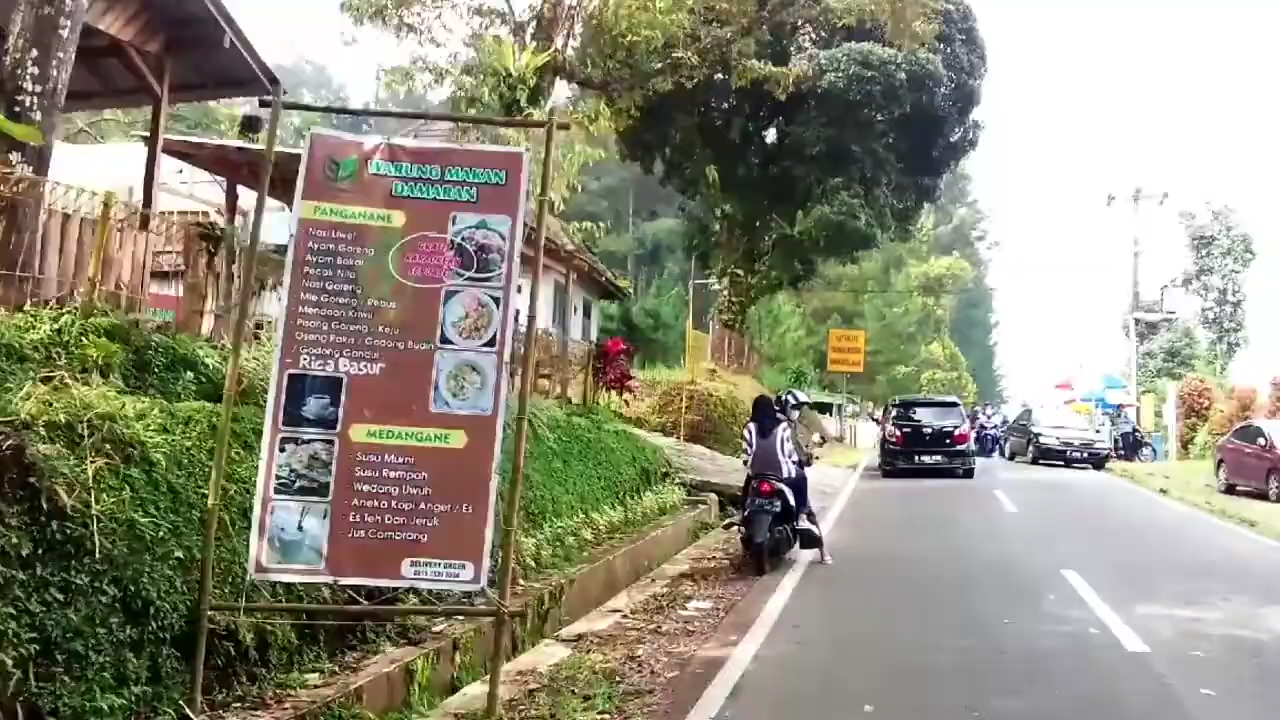 WARUNG MAKAN
DAMARAN
PANGANANE
- Nasi Liwet
Ayam Goreng
Ayam Bakar
Pecak Nila
Nasi Goreng
- Mie Goreng / Rebus
- Mendoan Kriwil
- Pisang Goreng / Keju
Oseng Pakis / Godong Budin
/ Godong Gandul
- Rica Basur
MEDANGANE
- Susu Murni
Susu Rempah
- Wedang Uwuh
- Aneka Kopi Anget / Es
- Es Teh Dan Jeruk
- Jus Combrang
DELIVERY ORDER